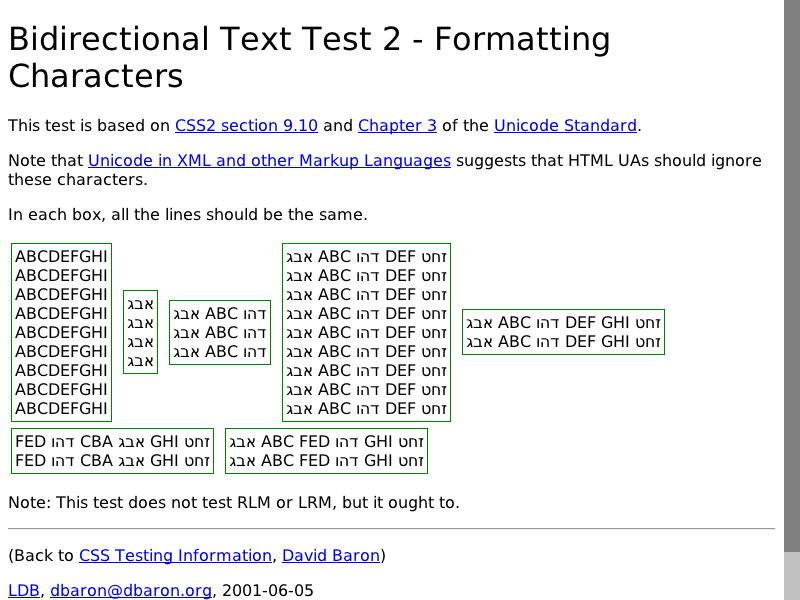 Bidirectional Text Test 2 - Formatting
Characters
This test is based on CSS2 section 9.10 and Chapter 3 of the Unicode Standard.
Note that Unicode in XML and other Markup Languages suggests that HTML UAs should ignore
these characters.
In each box, all the lines should be the same.
ABCDEFGHI
ABCDEFGHI
ABCDEFGHI
ABCDEFGHI
ABCDEFGHI
ABCDEFGHI
ABCDEFGHI
ABCDEFGHI
ABCDEFGHI
אבג
אבג
אבג
אבג
אבג ABC דהו
אבג ABC דהו
אבג ABC דהו
אבג ABC דהו DEF זחט
אבג ABC דהו DEF זחט
אבג ABC דהו DEF זחט
אבג ABC דהו DEF זחט
אבג ABC דהו DEF זחט
אבג ABC דהו DEF זחט
אבג ABC דהו DEF זחט
אבג ABC דהו DEF זחט
אבג ABC דהו DEF זחט
אבג ABC דהו DEF GHI זחט
אבג ABC דהו DEF GHI זחט
FED דהו CBA אבג GHI זחט
FED דהו CBA אבג GHI זחט
אבג ABC FED דהו GHI זחט
אבג ABC FED דהו GHI זחט
Note: This test does not test RLM or LRM, but it ought to.
(Back to CSS Testing Information, David Baron)
LDB, dbaron@dbaron.org, 2001-06-05